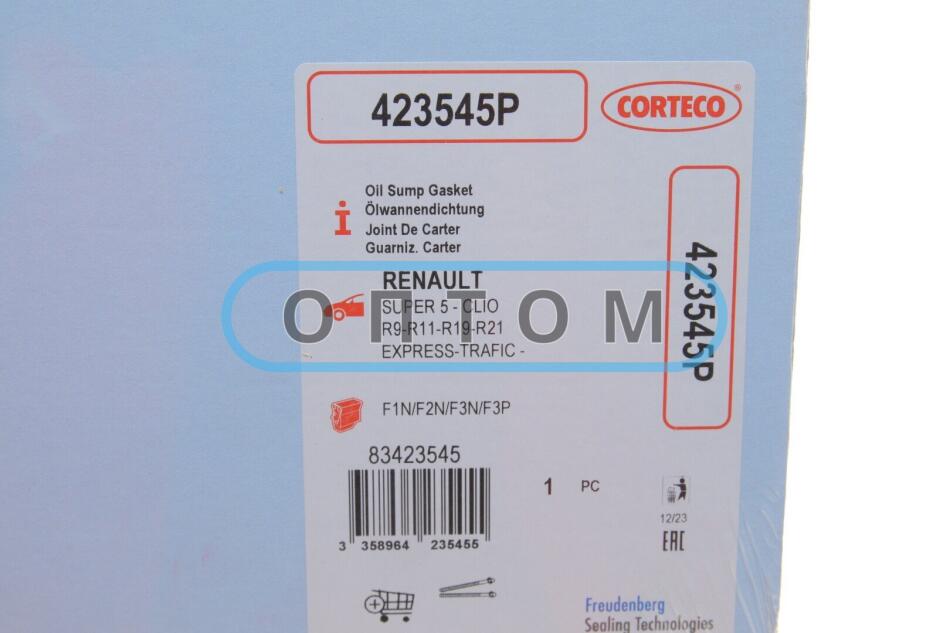 423545P
CORTECO®
Oil Sump Gasket
Ölwannendichtung
Joint De Carter
Guarniz. Carter
423545P
RENAULT
SUPER 5 - CLIO
R9-R11-R19-R21
EXPRESS-TRAFIC -
ОПТОМ
F1N/F2N/F3N/F3P
83423545
3 358964 235455
1 PC
12/23
EAC
Freudenberg
Sealing Technologies